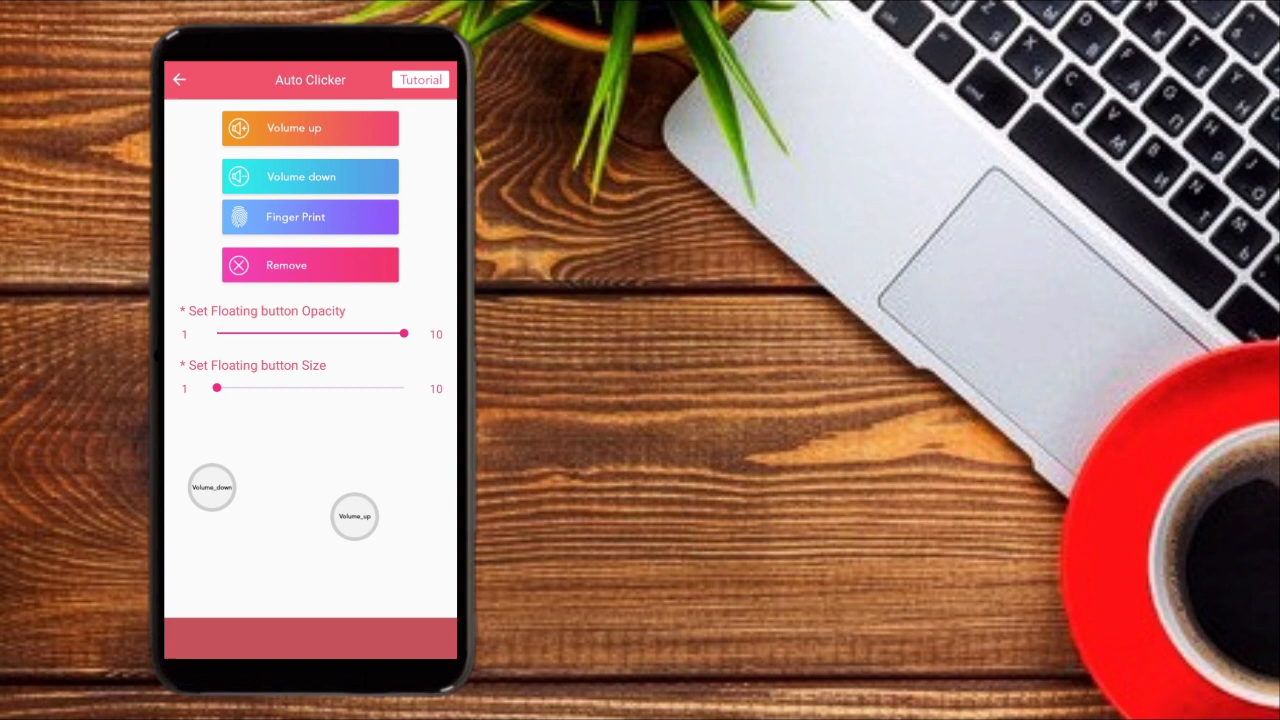 Auto Clicker
Tutorial
Volume up
Volume down
Finger Print
Remove
* Set Floating button Opacity
1 10
* Set Floating button Size
1 10
Volume_down
Volume_up